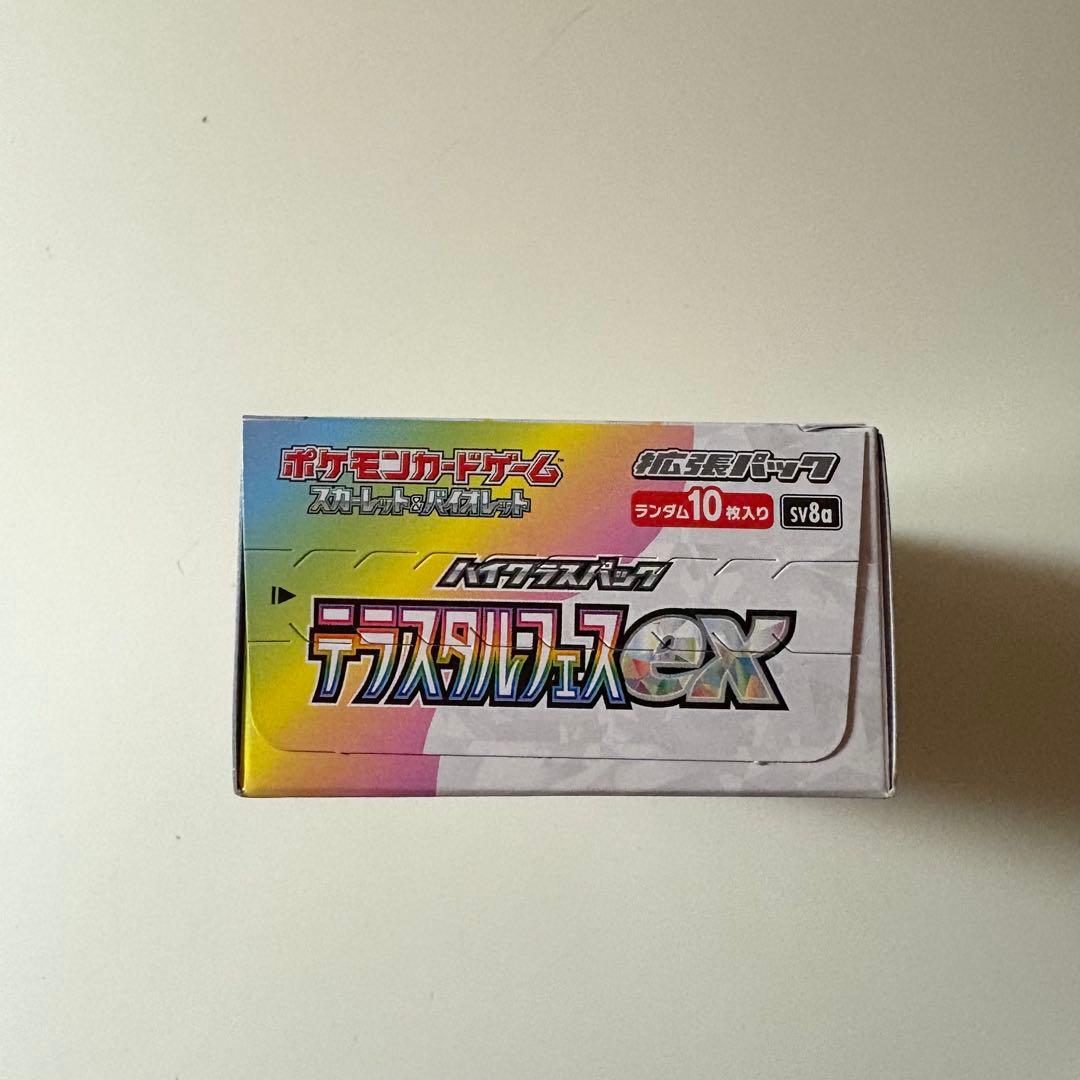 ポケモンカードゲーム™
スカーレット&バイオレット
拡張パック
ランダム10枚入り SV8a
ハイクラスパック
テラスタルフェスex